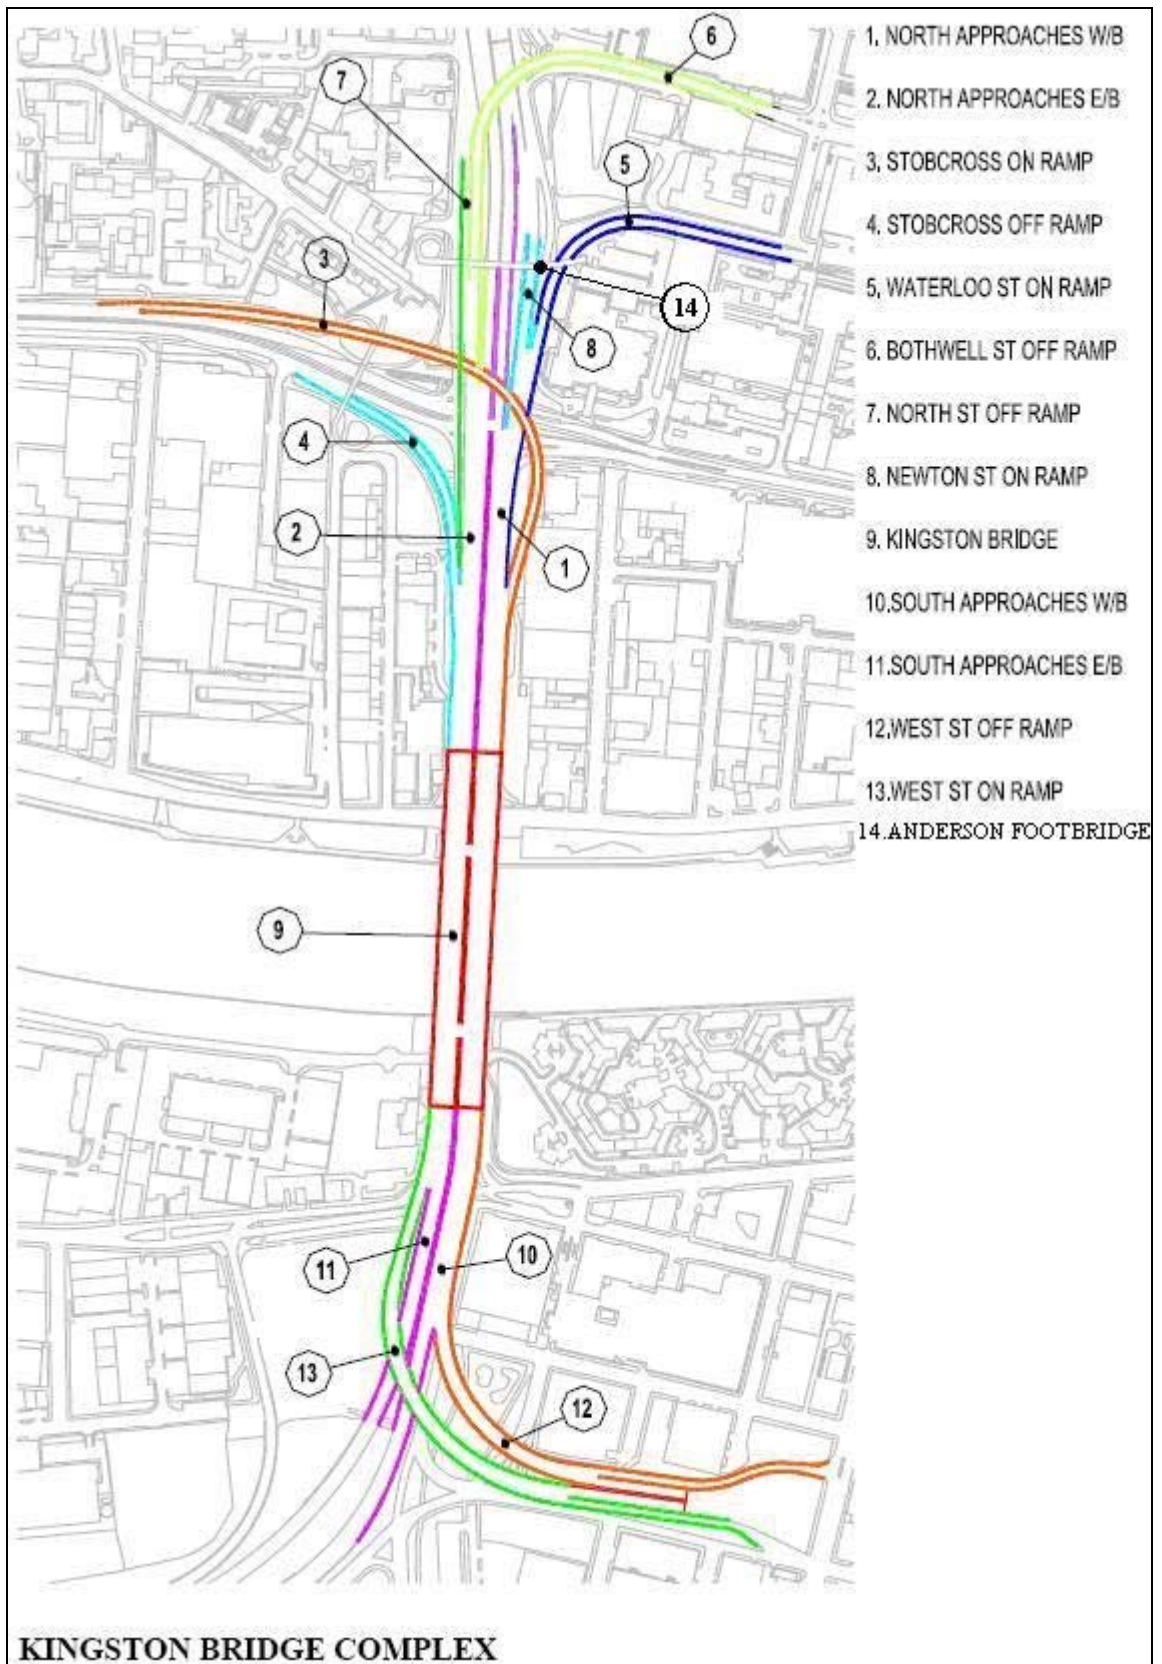 1, NORTH APPROACHES W/B
2. NORTH APPROACHES E/B
3, STOBCROSS ON RAMP
4. STOBCROSS OFF RAMP
5, WATERLOO ST ON RAMP
6. BOTHWELL ST OFF RAMP
7. NORTH ST OFF RAMP
8. NEWTON ST ON RAMP
9. KINGSTON BRIDGE
10.SOUTH APPROACHES W/B
11.SOUTH APPROACHES E/B
12.WEST ST OFF RAMP
13.WEST ST ON RAMP
14.ANDERSON FOOTBRIDGE
6
7
5
3
14
8
4
2
1
9
11
10
13
12
KINGSTON BRIDGE COMPLEX